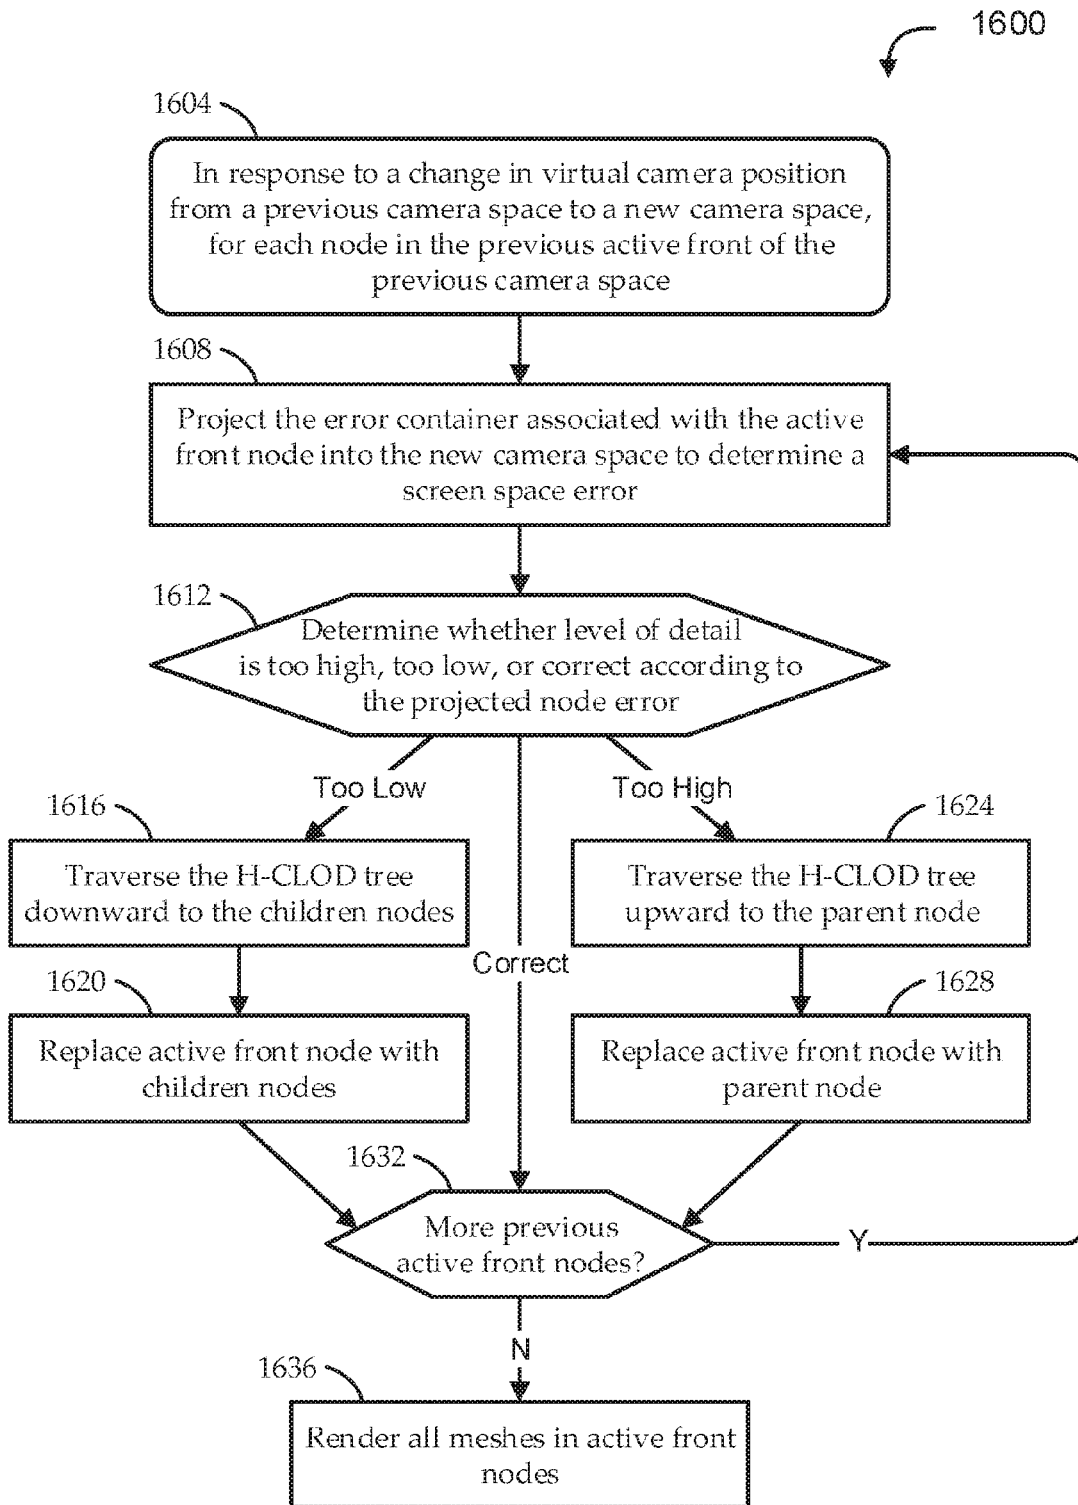 1600
1604
In response to a change in virtual camera position
from a previous camera space to a new camera space,
for each node in the previous active front of the
previous camera space
1608
Project the error container associated with the active
front node into the new camera space to determine a
screen space error
1612
Determine whether level of detail
is too high, too low, or correct according to
the projected node error
Too Low
Too High
1616
Traverse the H-CLOD tree
downward to the children nodes
1624
Traverse the H-CLOD tree
upward to the parent node
Correct
1620
Replace active front node with
children nodes
1628
Replace active front node with
parent node
1632
More previous
active front nodes?
Y
N
1636
Render all meshes in active front
nodes